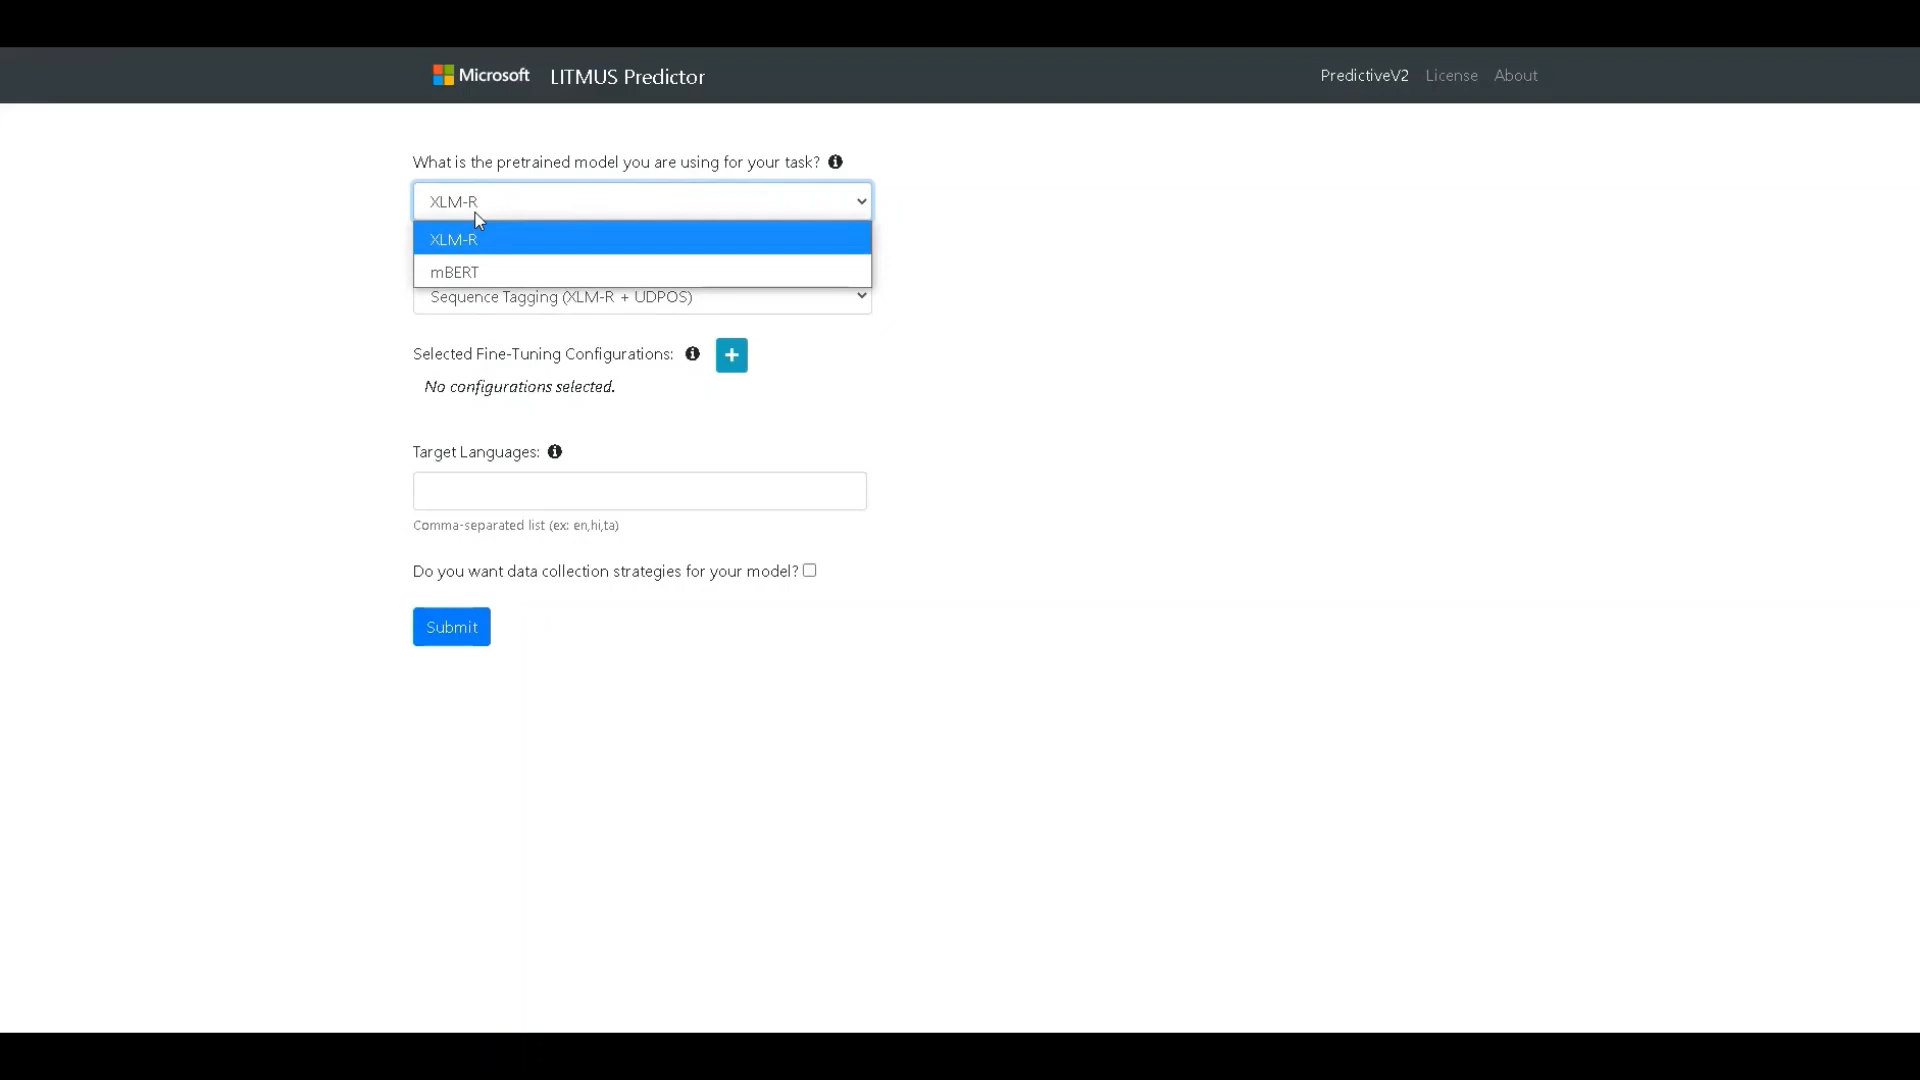 Microsoft LITMUS Predictor PredictiveV2 License About
What is the pretrained model you are using for your task?
XLM-R
XLM-R
mBERT
Sequence Tagging (XLM-R + UDPOS)
Selected Fine-Tuning Configurations: +
No configurations selected.
Target Languages:
Comma-separated list (ex: en,hi,ta)
Do you want data collection strategies for your model?
Submit